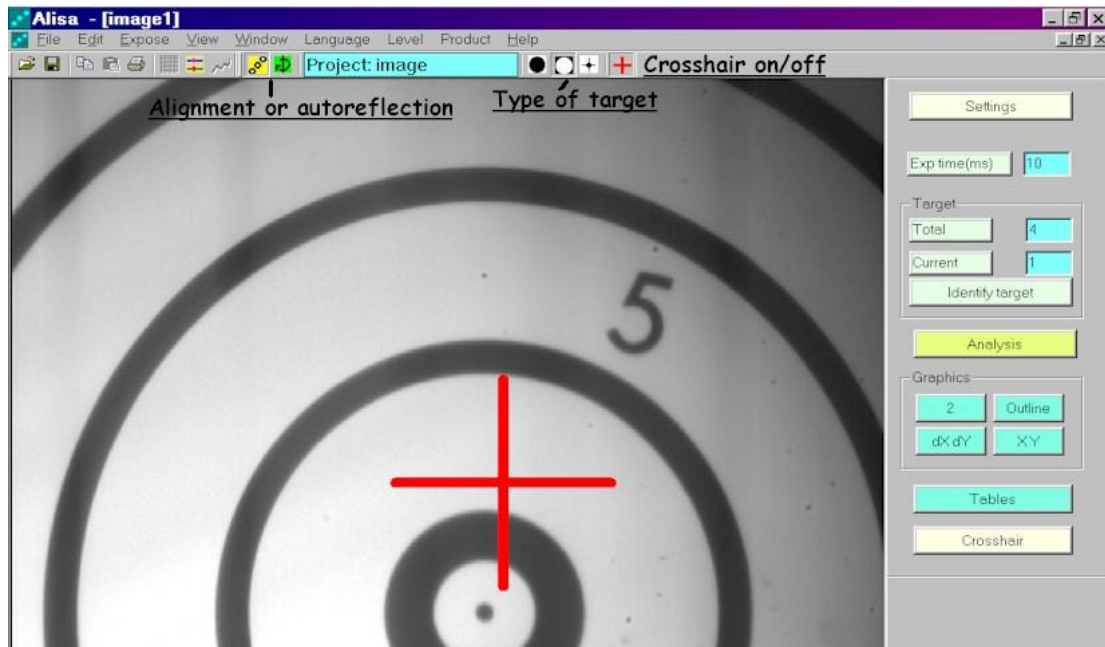 Alisa - [image1]
File Edit Expose View Window Language Level Product Help
Project: image
Crosshair on/off
Alignment or autoreflection
Type of target
Settings
Exp time(ms) 10
Target
Total 4
Current 1
Identify target
Analysis
Graphics
2 Outline
dX dY XY
Tables
Crosshair
5